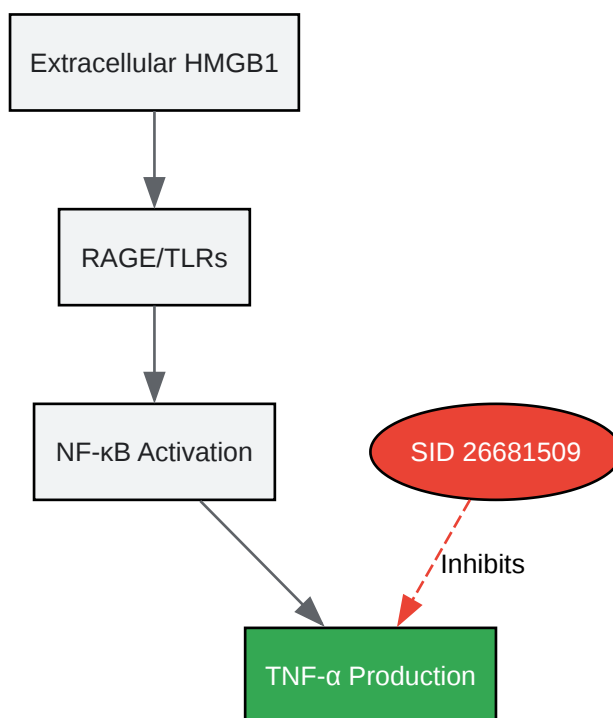 Extracellular HMGB1
RAGE/TLRs
NF-κB Activation
SID 26681509
Inhibits
TNF-α Production